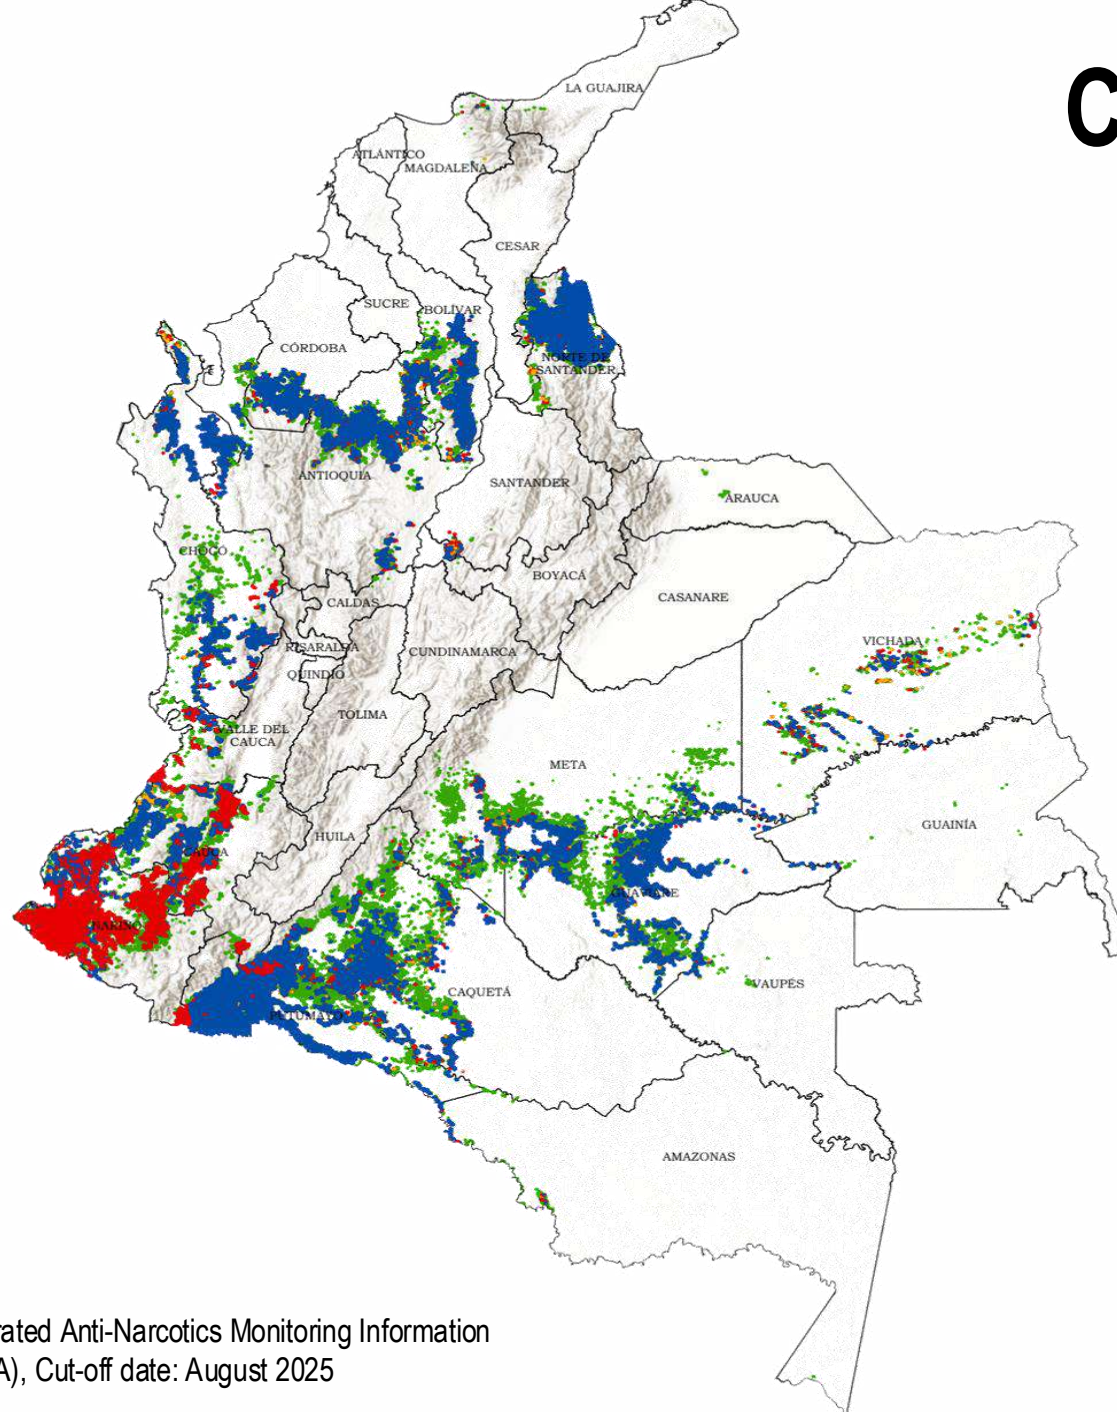 C
LA GUAJIRA
ATLÁNTICO
MAGDALENA
CESAR
SUCRE
BOLÍVAR
CÓRDOBA
NORTE DE
SANTANDER
ANTIOQUIA
SANTANDER
ARAUCA
CHOCÓ
BOYACÁ
CALDAS
CASANARE
RISARALDA
CUNDINAMARCA
VICHADA
QUINDIO
TOLIMA
VALLE DEL
CAUCA
META
GUAINÍA
HUILA
CAUCA
GUAVIARE
NARIÑO
VAUPÉS
CAQUETÁ
PUTUMAYO
AMAZONAS
rated Anti-Narcotics Monitoring Information
A), Cut-off date: August 2025